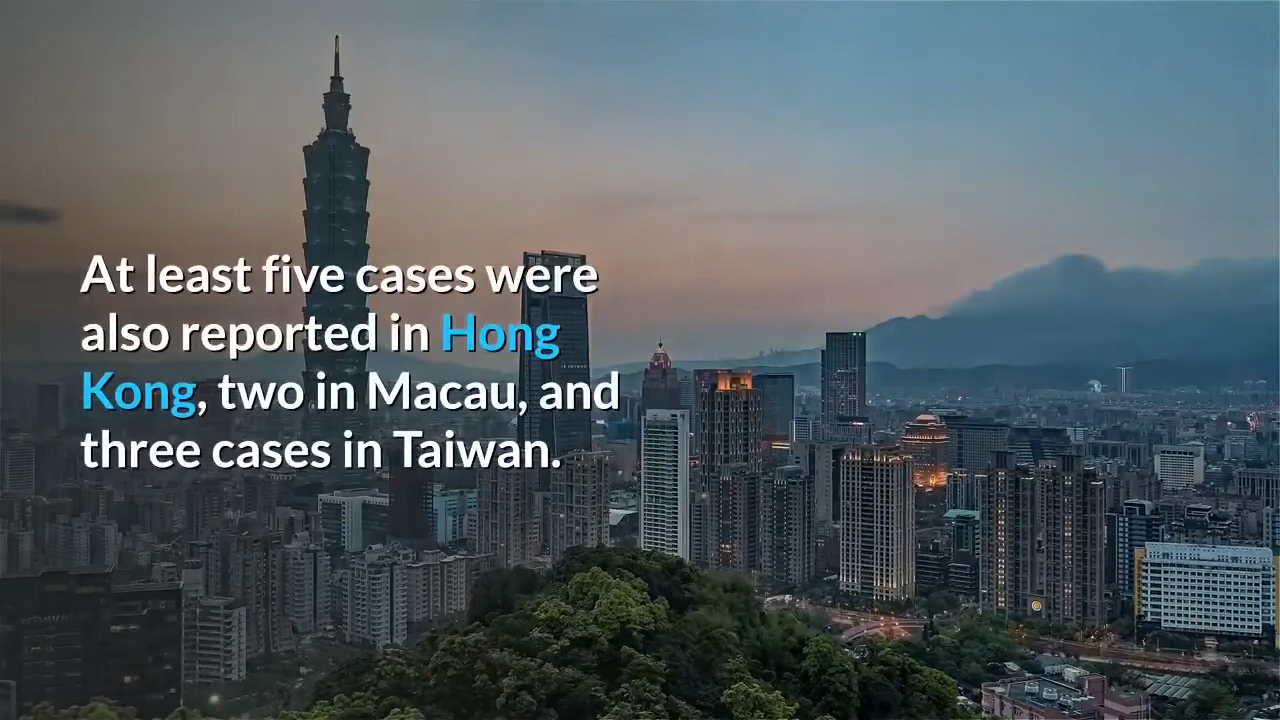 At least five cases were
also reported in Hong
Kong, two in Macau, and
three cases in Taiwan.